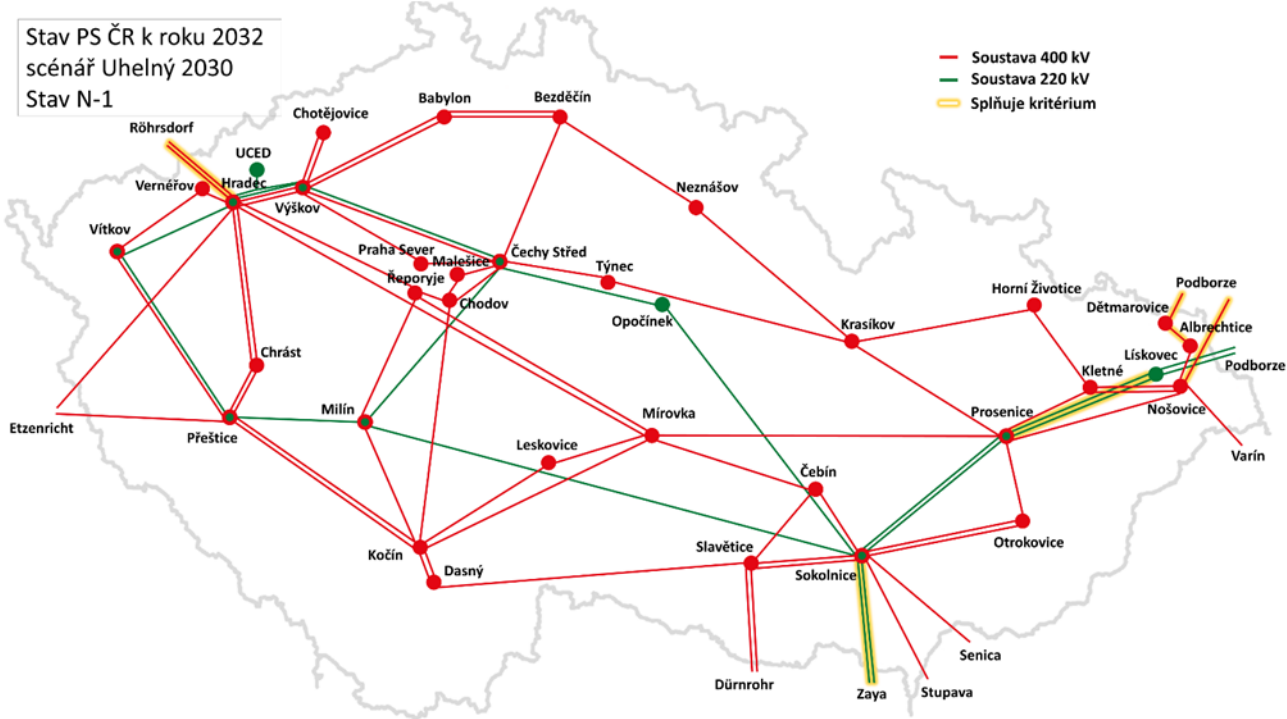 Stav PS ČR k roku 2032
scénář Uhelný 2030
Stav N-1
Soustava 400 kV
Soustava 220 kV
Splňuje kritérium
Röhrsdorf
Chotějovice
Babylon
Bezděčín
UCED
Vernéřov
Hradec
Výškov
Neznášov
Vítkov
Praha Sever
Malešice
Čechy Střed
Týnec
Řeporyje
Chodov
Opočínek
Horní Životice
Podborze
Dětmarovice
Albrechtice
Krasíkov
Lískovec
Podborze
Kletné
Nošovice
Chrást
Etzenricht
Přeštice
Milín
Mírovka
Prosenice
Varín
Leskovice
Čebín
Kočín
Dasný
Slavětice
Sokolnice
Otrokovice
Senica
Dürnrohr
Zaya
Stupava